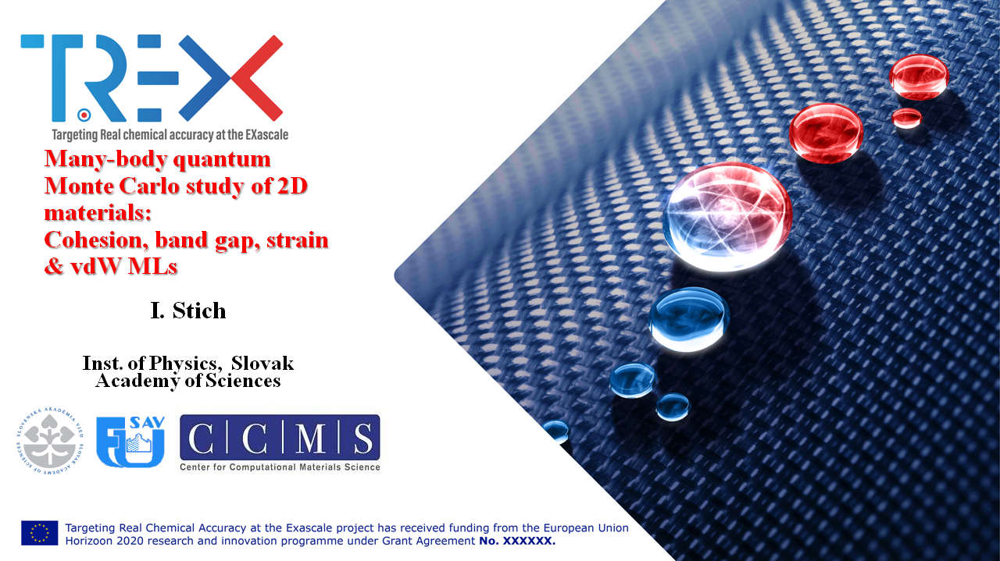 TREX
Targeting Real chemical accuracy at the EXascale
Many-body quantum
Monte Carlo study of 2D
materials:
Cohesion, band gap, strain
& vdW MLs
I. Stich
Inst. of Physics, Slovak
Academy of Sciences
SLOVENSKÁ AKADÉMIA VIED
SLOVAK ACADEMY OF SCIENCES
SAV
FU
C|C|M|S
Center for Computational Materials Science
Targeting Real Chemical Accuracy at the Exascale project has received funding from the European Union
Horizoon 2020 research and innovation programme under Grant Agreement No. XXXXXX.